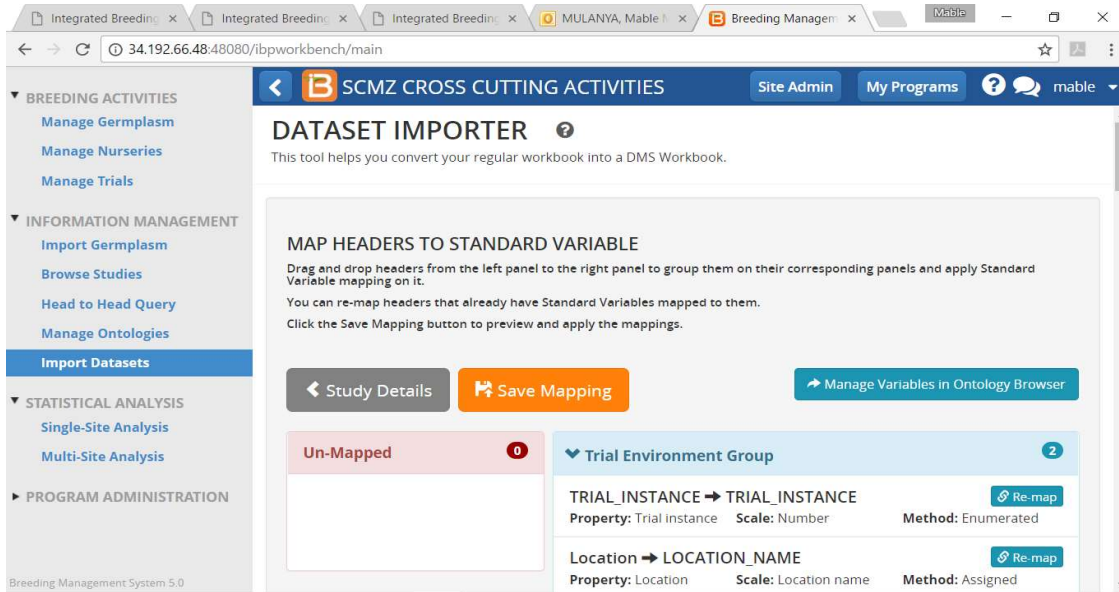 Integrated Breeding
Integrated Breeding
Integrated Breeding
MULANYA, Mable
Breeding Managem
Mable
34.192.66.48:48080/ibpworkbench/main
SCMZ CROSS CUTTING ACTIVITIES
Site Admin
My Programs
mable
BREEDING ACTIVITIES
Manage Germplasm
Manage Nurseries
Manage Trials
INFORMATION MANAGEMENT
Import Germplasm
Browse Studies
Head to Head Query
Manage Ontologies
Import Datasets
STATISTICAL ANALYSIS
Single-Site Analysis
Multi-Site Analysis
PROGRAM ADMINISTRATION
Breeding Management System 5.0
DATASET IMPORTER
This tool helps you convert your regular workbook into a DMS Workbook.
MAP HEADERS TO STANDARD VARIABLE
Drag and drop headers from the left panel to the right panel to group them on their corresponding panels and apply Standard
Variable mapping on it.
You can re-map headers that already have Standard Variables mapped to them.
Click the Save Mapping button to preview and apply the mappings.
Study Details
Save Mapping
Manage Variables in Ontology Browser
Un-Mapped 0
Trial Environment Group 2
TRIAL_INSTANCE ➔ TRIAL_INSTANCE Re-map
Property: Trial instance Scale: Number Method: Enumerated
Location ➔ LOCATION_NAME Re-map
Property: Location Scale: Location name Method: Assigned